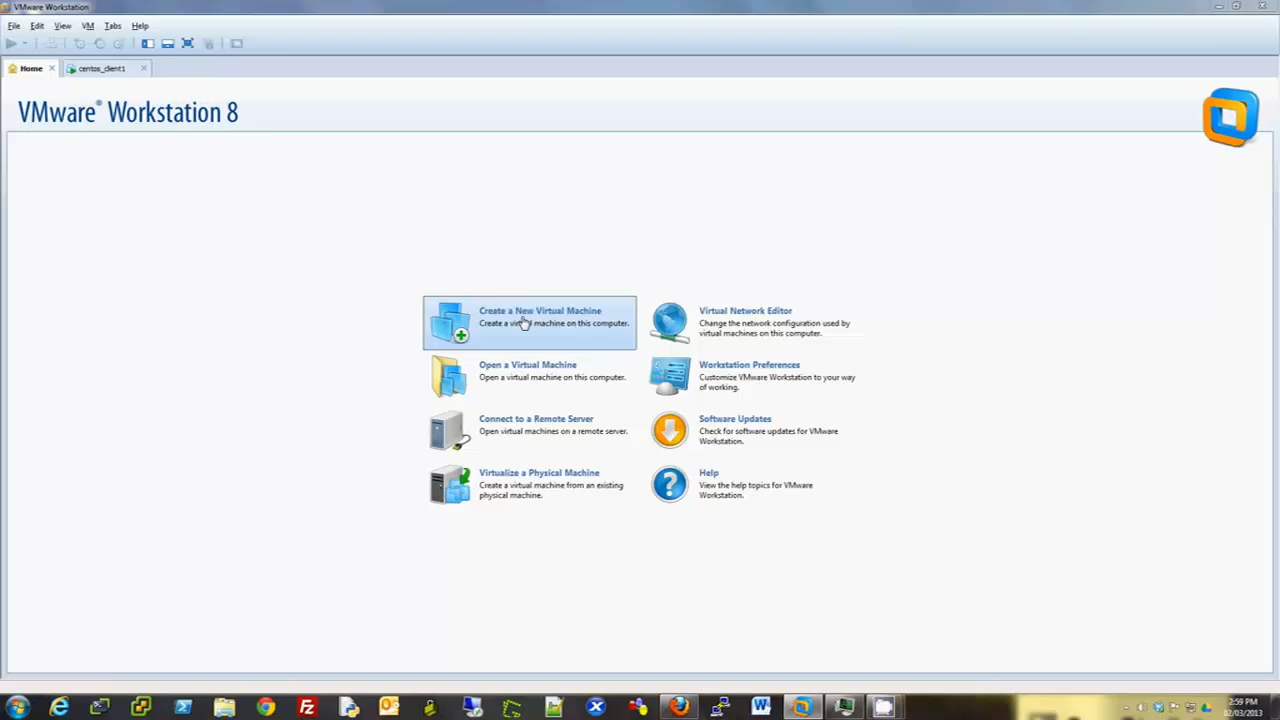 VMware Workstation
File Edit View VM Tabs Help
Home centos_client1
VMware® Workstation 8
Create a New Virtual Machine
Create a virtual machine on this computer.
Virtual Network Editor
Change the network configuration used by
virtual machines on this computer.
Open a Virtual Machine
Open a virtual machine on this computer.
Workstation Preferences
Customize VMware Workstation to your way
of working.
Connect to a Remote Server
Open virtual machines on a remote server.
Software Updates
Check for software updates for VMware
Workstation.
Virtualize a Physical Machine
Create a virtual machine from an existing
physical machine.
Help
View the help topics for VMware
Workstation.
2:59 PM
02/03/2013